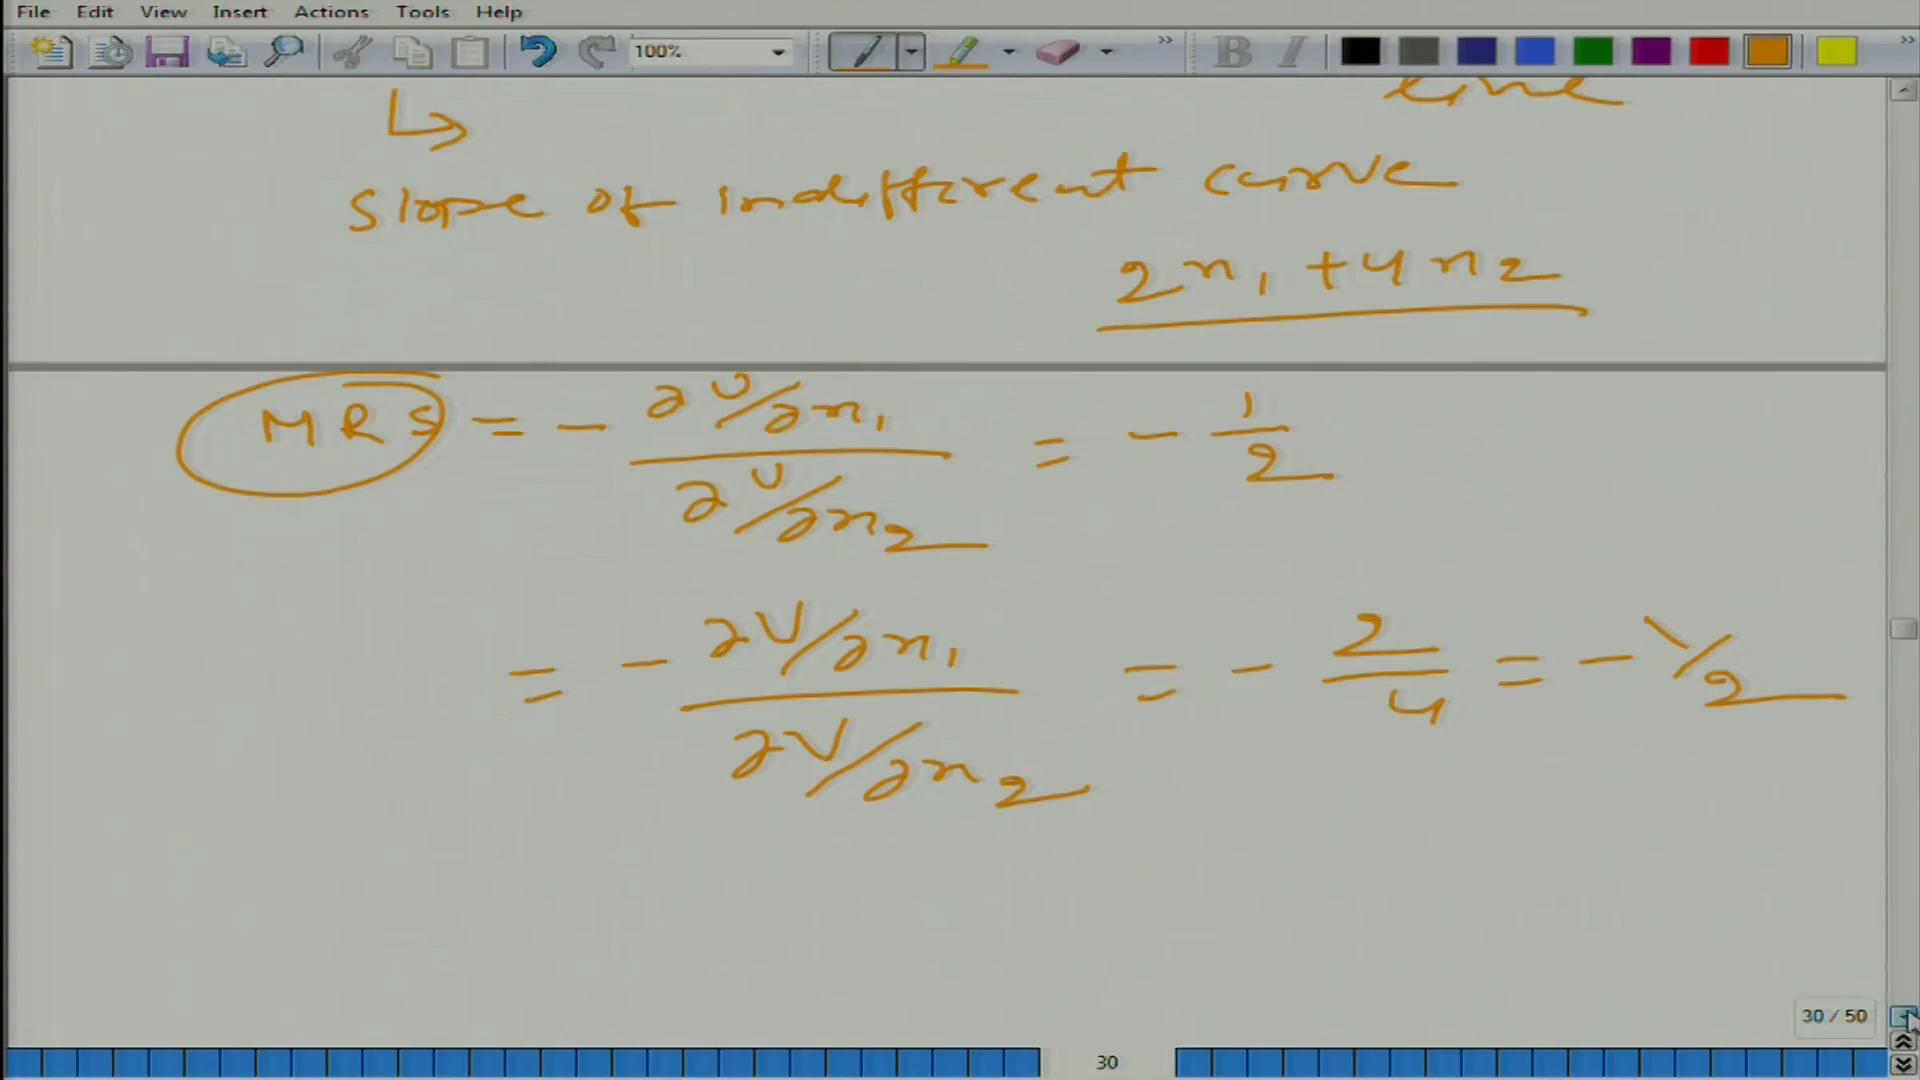 File Edit View Insert Actions Tools Help
100%
B I
line
slope of indifferent curve
2x₁ + 4x₂
MRS = - ∂U/∂x₁ / ∂U/∂x₂ = - 1/2
= - ∂V/∂x₁ / ∂V/∂x₂ = - 2/4 = - 1/2
30 / 50
30